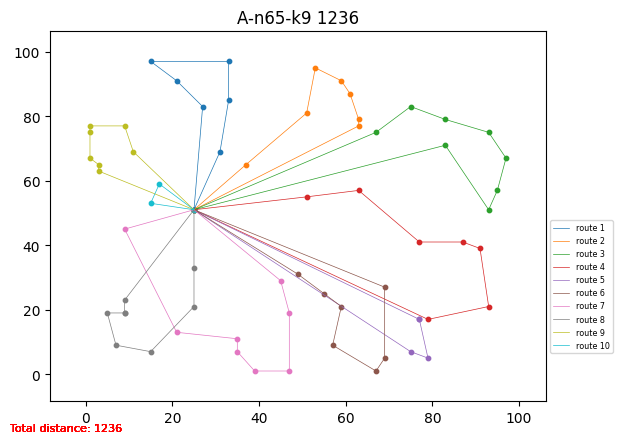 A-n65-k9 1236
100
80
60
40
20
0
0 20 40 60 80 100
route 1
route 2
route 3
route 4
route 5
route 6
route 7
route 8
route 9
route 10
Total distance: 1236